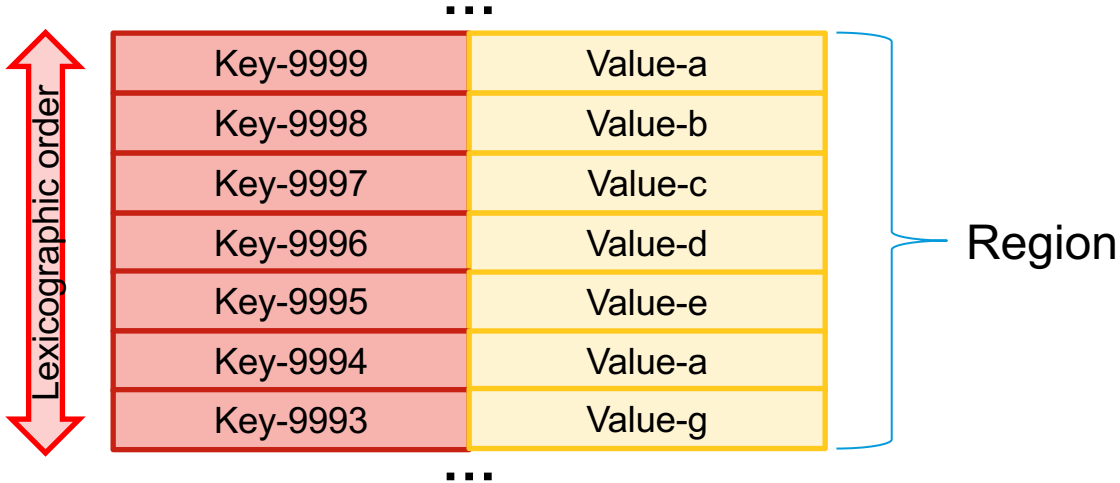 ...
Lexicographic order
Key-9999 Value-a
Key-9998 Value-b
Key-9997 Value-c
Key-9996 Value-d
Key-9995 Value-e
Key-9994 Value-a
Key-9993 Value-g
Region
...